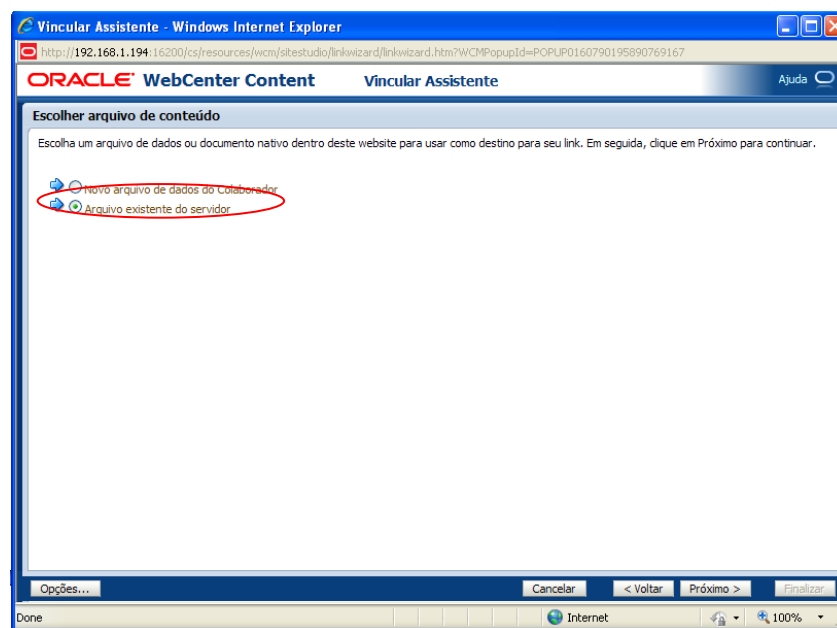 Vincular Assistente - Windows Internet Explorer
http://192.168.1.194:16200/cs/resources/wcm/sitestudio/linkwizard/linkwizard.htm?WCMPopupId=POPUP0160790195890769167
ORACLE WebCenter Content Vincular Assistente Ajuda
Escolher arquivo de conteúdo
Escolha um arquivo de dados ou documento nativo dentro deste website para usar como destino para seu link. Em seguida, clique em Próximo para continuar.
Novo arquivo de dados do Colaborador
Arquivo existente do servidor
Opções... Cancelar < Voltar Próximo > Finalizar
Done Internet 100%